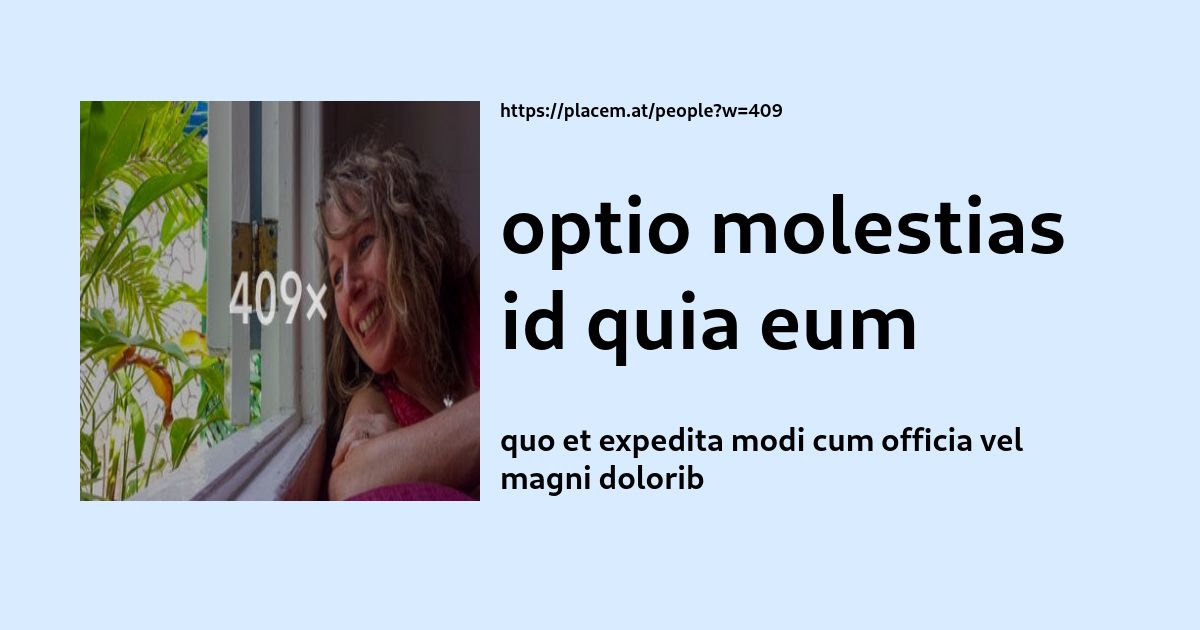 https://placem.at/people?w=409
optio molestias
id quia eum
409×
quo et expedita modi cum officia vel
magni dolorib